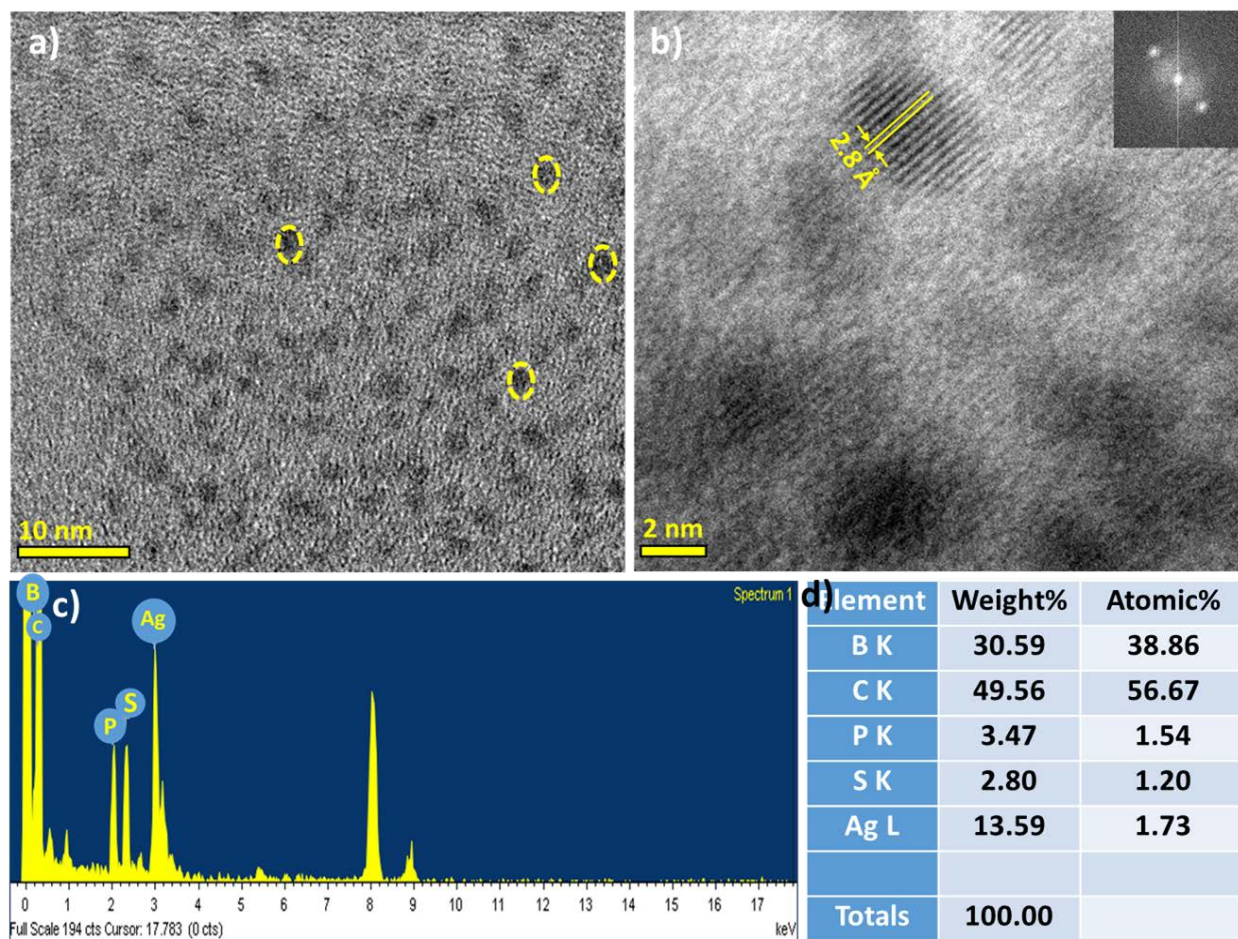 a)
10 nm
b)
2.8 Å
2 nm
c)
Spectrum 1
B
C
P
S
Ag
0 1 2 3 4 5 6 7 8 9 10 11 12 13 14 15 16 17
Full Scale 194 cts Cursor: 17.783 (0 cts)
keV
d)
Element Weight% Atomic%
B K 30.59 38.86
C K 49.56 56.67
P K 3.47 1.54
S K 2.80 1.20
Ag L 13.59 1.73
Totals 100.00